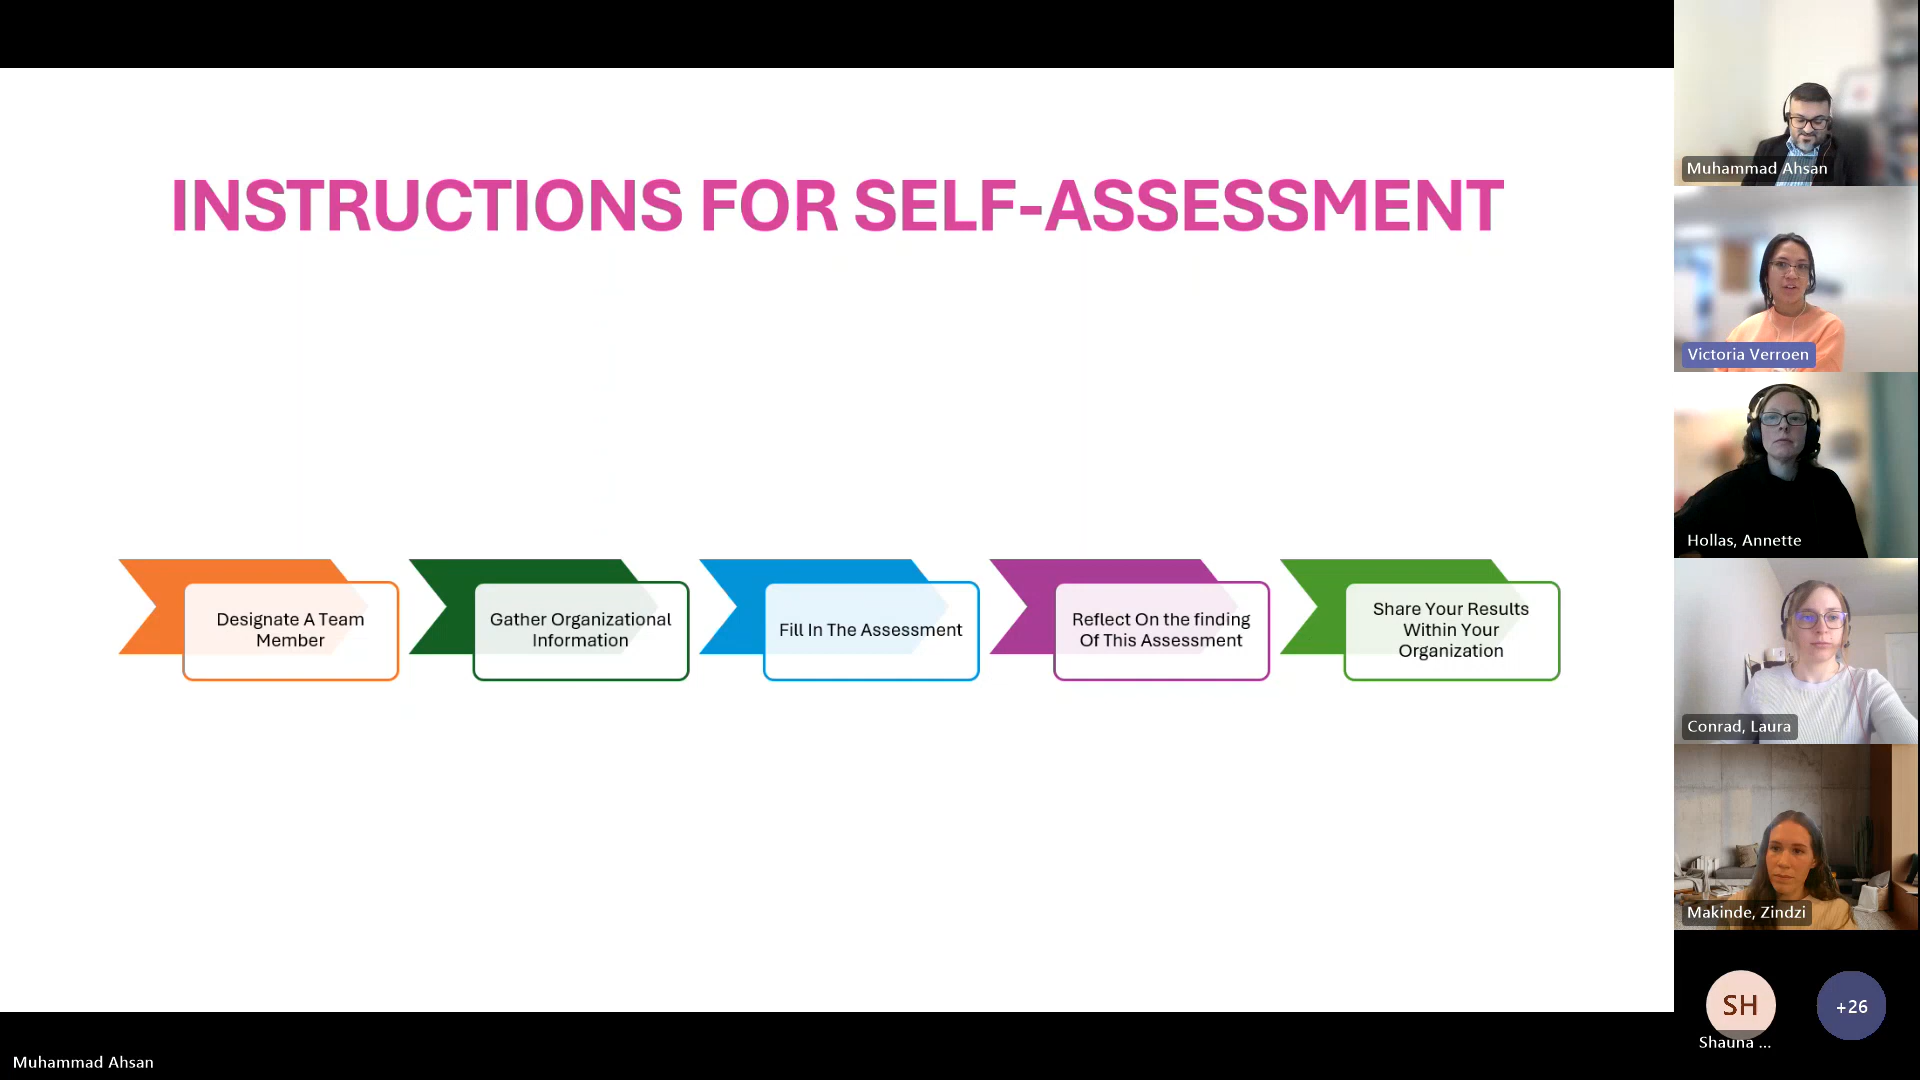 INSTRUCTIONS FOR SELF-ASSESSMENT
Designate A Team
Member
Gather Organizational
Information
Fill In The Assessment
Reflect On the finding
Of This Assessment
Share Your Results
Within Your
Organization
Muhammad Ahsan
Victoria Verroen
Hollas, Annette
Conrad, Laura
Makinde, Zindzi
SH
+26
Shauna ...
Muhammad Ahsan